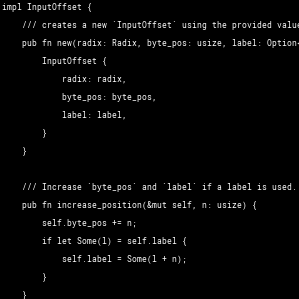 impl InputOffset {
    /// creates a new `InputOffset` using the provided value
    pub fn new(radix: Radix, byte_pos: usize, label: Option<
        InputOffset {
            radix: radix,
            byte_pos: byte_pos,
            label: label,
        }
    }

    /// Increase `byte_pos` and `label` if a label is used.
    pub fn increase_position(&mut self, n: usize) {
        self.byte_pos += n;
        if let Some(l) = self.label {
            self.label = Some(l + n);
        }
    }